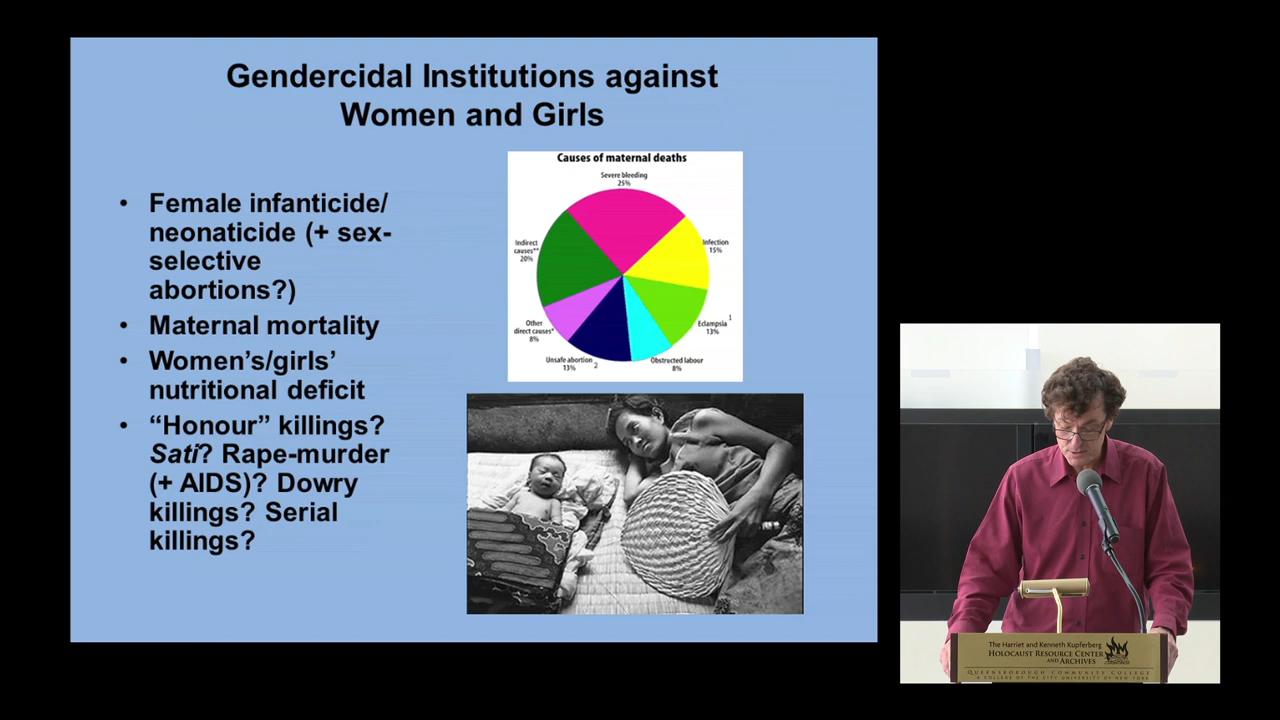 Gendercidal Institutions against
Women and Girls
• Female infanticide/
neonaticide (+ sex-
selective
abortions?)
• Maternal mortality
• Women’s/girls’
nutritional deficit
• “Honour” killings?
Sati? Rape-murder
(+ AIDS)? Dowry
killings? Serial
killings?
Causes of maternal deaths
Severe bleeding
25%
Infection
15%
Eclampsia 1
13%
Obstructed labour
8%
Unsafe abortion 2
13%
Other
direct causes*
8%
Indirect
causes**
20%
The Harriet and Kenneth Kupferberg
HOLOCAUST RESOURCE CENTER
AND ARCHIVES
QUEENSBOROUGH COMMUNITY COLLEGE
A COLLEGE OF THE CITY UNIVERSITY OF NEW YORK